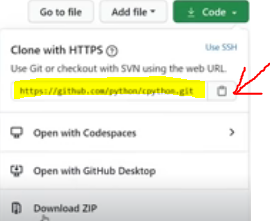 Go to file Add file Code
Clone with HTTPS Use SSH
Use Git or checkout with SVN using the web URL.
https://github.com/python/cpython.git
Open with Codespaces
Open with GitHub Desktop
Download ZIP